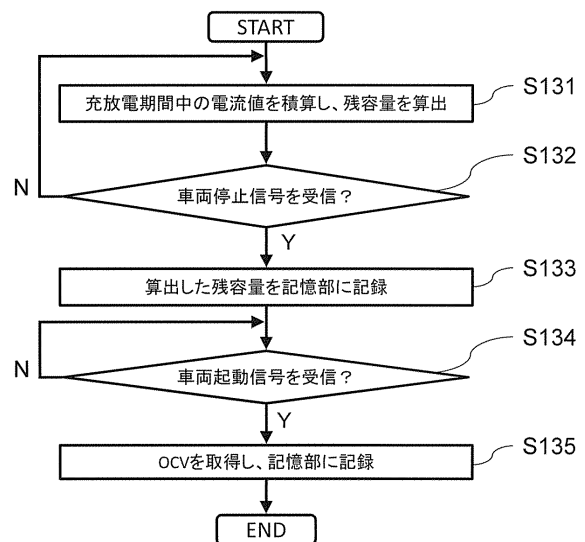 START
充放電期間中の電流値を積算し、残容量を算出
S131
車両停止信号を受信？
S132
N
Y
算出した残容量を記憶部に記録
S133
車両起動信号を受信？
S134
N
Y
OCVを取得し、記憶部に記録
S135
END